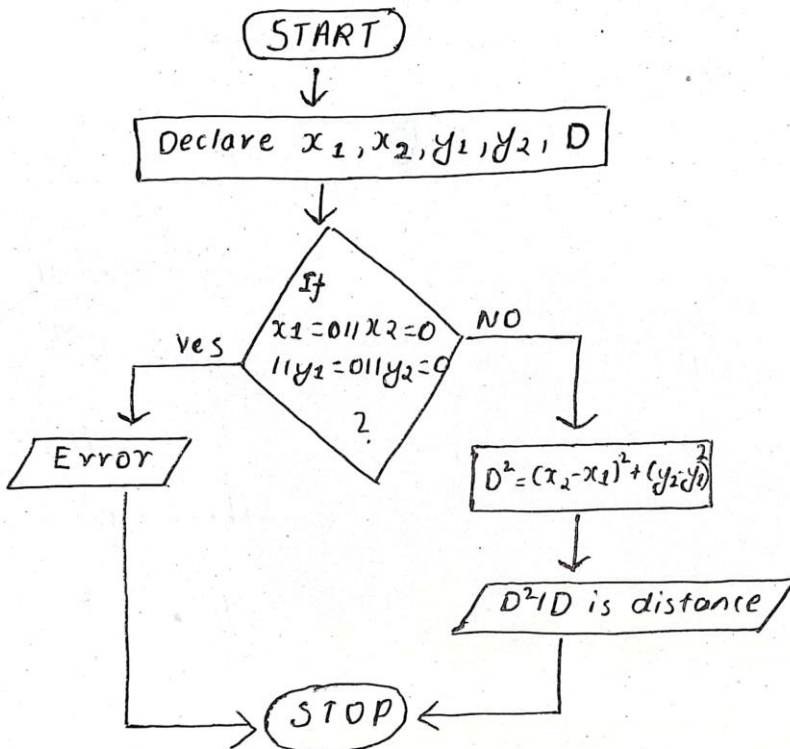 START
Declare x₁, x₂, y₁, y₂, D
If
x1=0||x2=0
||y1=0||y2=0
?
Yes
NO
Error
D²=(x₂-x1)²+(y₂-y1)²
D²/D is distance
STOP